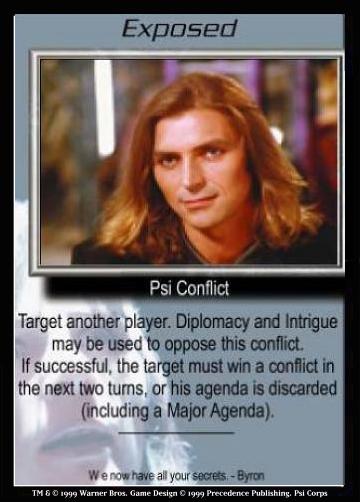 Exposed
Psi Conflict
Target another player. Diplomacy and Intrigue
may be used to oppose this conflict.
If successful, the target must win a conflict in
the next two turns, or his agenda is discarded
(including a Major Agenda).
We now have all your secrets. - Byron
TM & © 1999 Warner Bros. Game Design © 1999 Precedence Publishing. Psi Corps